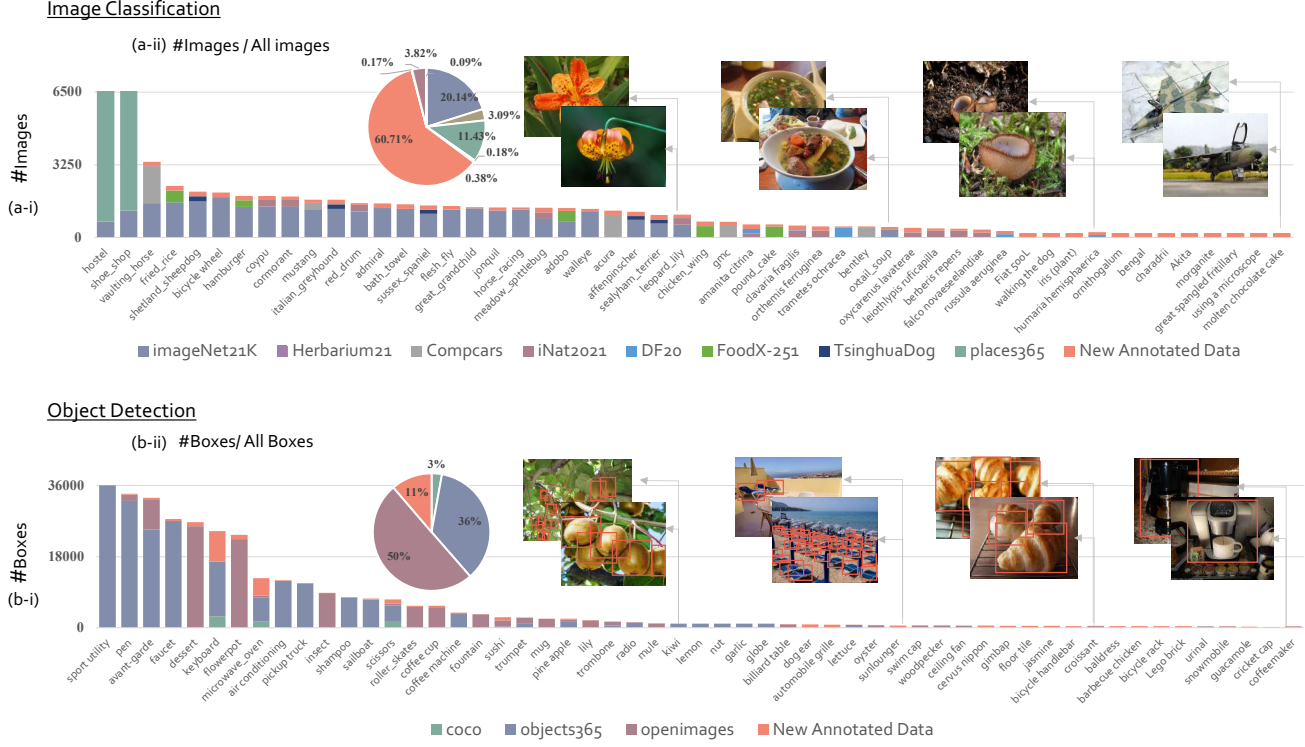 Image Classification
(a-ii) #Images / All images
0.17%
3.82%
0.09%
20.14%
3.09%
11.43%
0.18%
0.38%
60.71%
#Images
(a-i)
6500
3250
0
hostel
shoe_shop
vaulting_horse
fried_rice
shetland_sheepdog
bicycle wheel
hamburger
coypu
cormorant
mustang
italian_greyhound
red_drum
admiral
bath_towel
sussex_spaniel
flesh_fly
great_grandchild
jonquil
horse_racing
meadow_spittlebug
adobo
walleye
acura
affenpinscher
sealyham_terrier
leopard_lily
chicken_wing
gmc
amanita citrina
pound_cake
clavaria fragilis
orthemis feruginea
trametes ochracea
bentley
oxtail_soup
oxycarenus lavaterae
leiothlypis ruficapilla
berberis repens
falco novaeseelandiae
russula aeruginea
Fiat 500L
walking the dog
iris (plant)
humaria hemisphaerica
ornithogalum
bengal
charadrii
Akita
morganite
great spangled fritillary
using a microscope
molten chocolate cake
imageNet21K
Herbarium21
Compcars
iNat2021
DF20
FoodX-251
TsinghuaDog
places365
New Annotated Data
Object Detection
(b-ii) #Boxes/ All Boxes
3%
11%
36%
50%
#Boxes
(b-i)
36000
18000
0
sport utility
pen
avant-garde
faucet
dessert
keyboard
flowerpot
microwave_oven
air conditioning
pickup truck
insect
shampoo
sailboat
scissors
roller_skates
coffee cup
coffee machine
fountain
sushi
trumpet
mug
pine apple
lily
trombone
radio
mule
kiwi
lemon
nut
garlic
globe
billiard table
dog ear
automobile grille
lettuce
oyster
sunlounger
swim cap
woodpecker
ceiling fan
cervus nippon
gimbap
floor tile
jasmine
bicycle handlebar
croissant
baldress
barbecue chicken
bicycle rack
Lego brick
urinal
snowmobile
guacamole
cricket cap
coffeemaker
coco
objects365
openimages
New Annotated Data